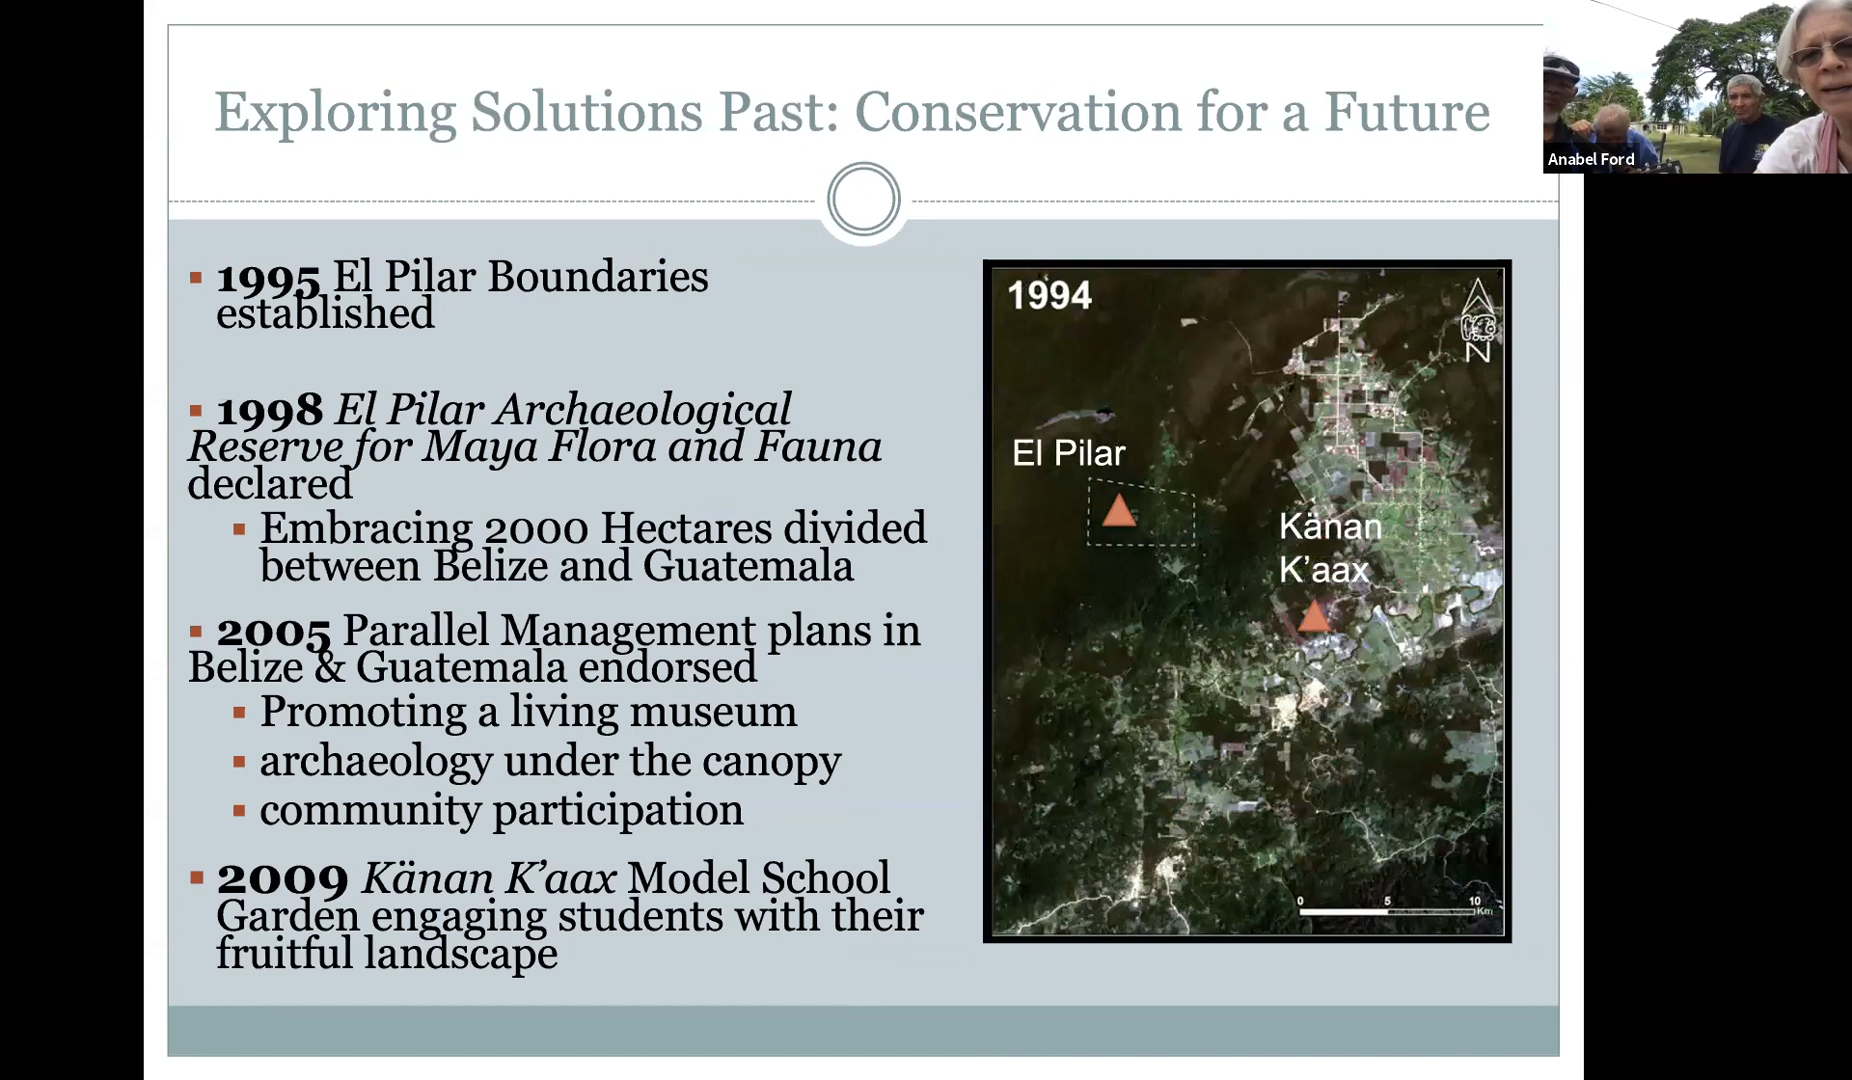 Exploring Solutions Past: Conservation for a Future
Anabel Ford
1995 El Pilar Boundaries
established
1998 El Pilar Archaeological
Reserve for Maya Flora and Fauna
declared
Embracing 2000 Hectares divided
between Belize and Guatemala
2005 Parallel Management plans in
Belize & Guatemala endorsed
Promoting a living museum
archaeology under the canopy
community participation
2009 Känan K’aax Model School
Garden engaging students with their
fruitful landscape
1994
N
El Pilar
Känan
K’aax
0 5 10
Km